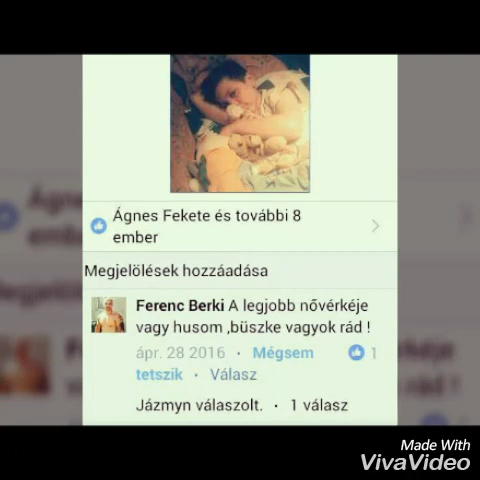 Ágnes Fekete és további 8
ember
Megjelölések hozzáadása
Ferenc Berki A legjobb nővérkéje
vagy husom ,büszke vagyok rád !
ápr. 28 2016 · Mégsem 1
tetszik · Válasz
Jázmyn válaszolt. · 1 válasz
Made With
VivaVideo